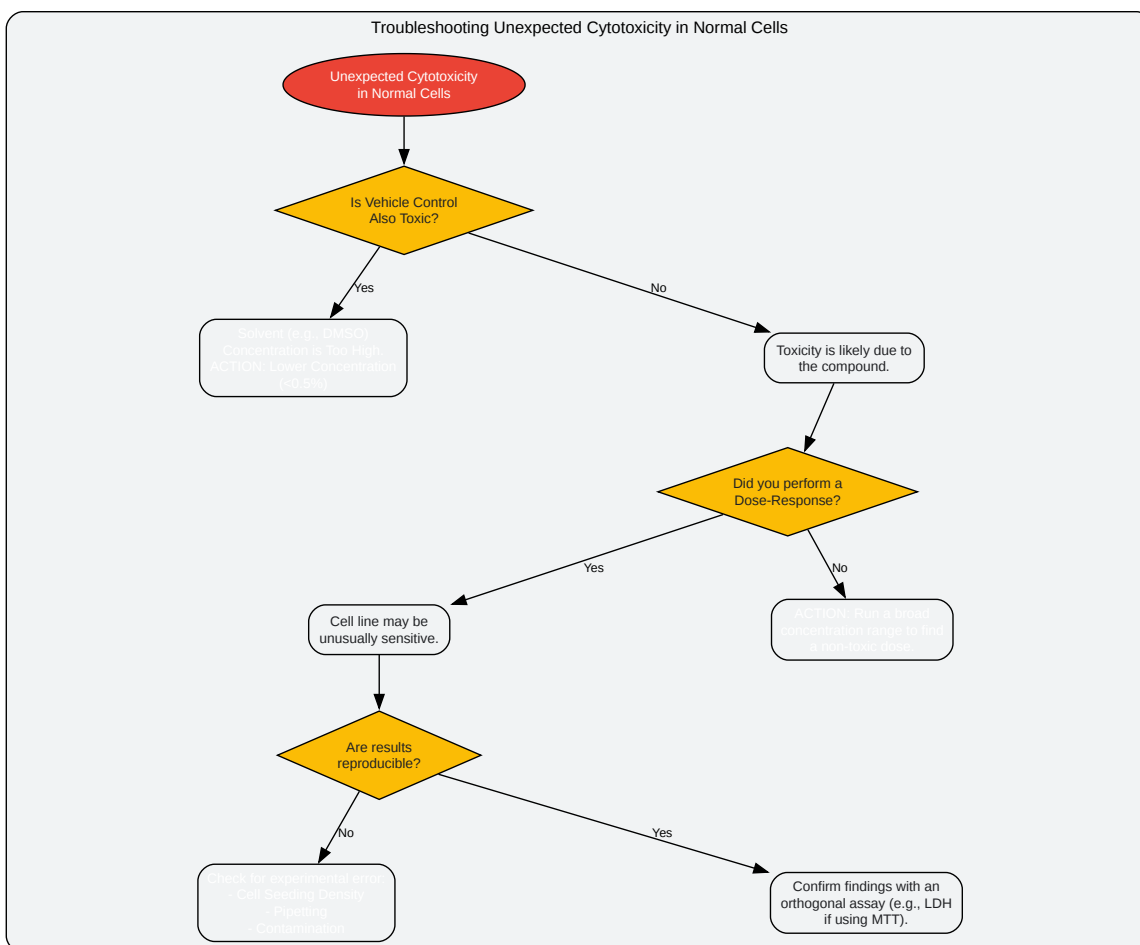 Troubleshooting Unexpected Cytotoxicity in Normal Cells
Unexpected Cytotoxicity
in Normal Cells
Is Vehicle Control
Also Toxic?
Yes
No
Solvent (e.g., DMSO)
Concentration is Too High.
ACTION: Lower Concentration
(<0.5%)
Toxicity is likely due to
the compound.
Did you perform a
Dose-Response?
Yes
No
Cell line may be
unusually sensitive.
ACTION: Run a broad
concentration range to find
a non-toxic dose.
Are results
reproducible?
No
Yes
Check for experimental error:
- Cell Seeding Density
- Pipetting
- Contamination
Confirm findings with an
orthogonal assay (e.g., LDH
if using MTT).